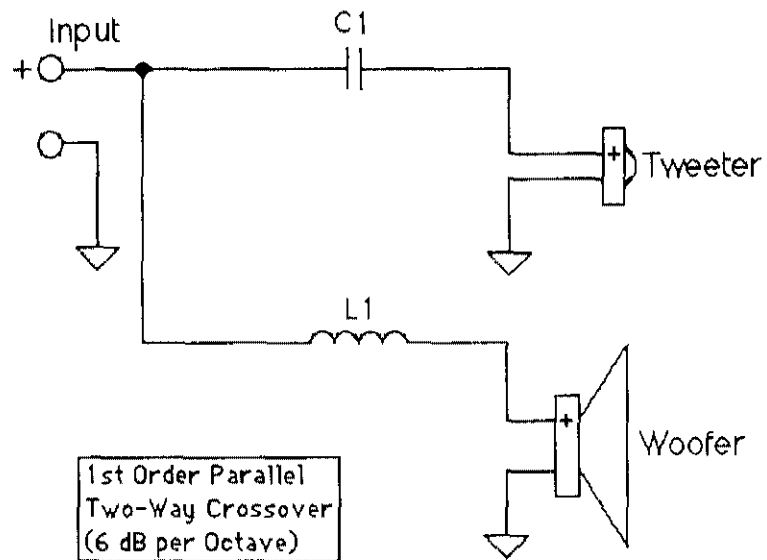 Input
C1
+
+
Tweeter
L1
+
Woofer
1st Order Parallel
Two-Way Crossover
(6 dB per Octave)